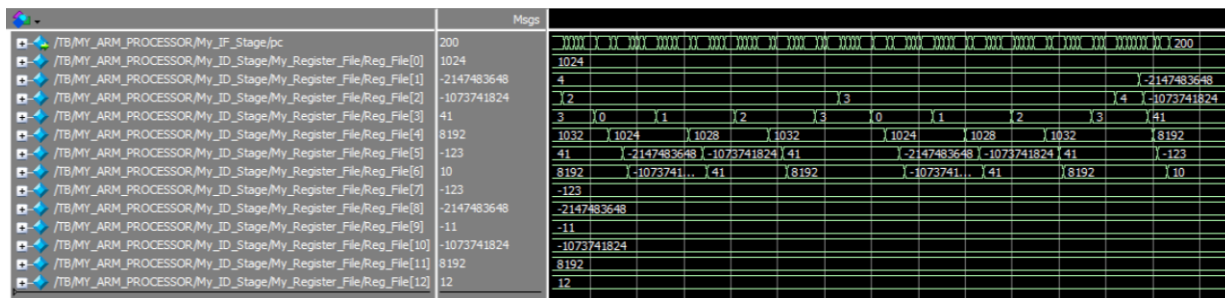 Msgs
/TB/MY_ARM_PROCESSOR/My_IF_Stage/pc 200 200
/TB/MY_ARM_PROCESSOR/My_ID_Stage/My_Register_File/Reg_File[0] 1024 1024
/TB/MY_ARM_PROCESSOR/My_ID_Stage/My_Register_File/Reg_File[1] -2147483648 4 -2147483648
/TB/MY_ARM_PROCESSOR/My_ID_Stage/My_Register_File/Reg_File[2] -1073741824 2 3 4 -1073741824
/TB/MY_ARM_PROCESSOR/My_ID_Stage/My_Register_File/Reg_File[3] 41 3 0 1 2 3 0 1 2 3 41
/TB/MY_ARM_PROCESSOR/My_ID_Stage/My_Register_File/Reg_File[4] 8192 1032 1024 1028 1032 1024 1028 1032 8192
/TB/MY_ARM_PROCESSOR/My_ID_Stage/My_Register_File/Reg_File[5] -123 41 -2147483648 -1073741824 41 -2147483648 -1073741824 41 -123
/TB/MY_ARM_PROCESSOR/My_ID_Stage/My_Register_File/Reg_File[6] 10 8192 -1073741... 41 8192 -1073741... 41 8192 10
/TB/MY_ARM_PROCESSOR/My_ID_Stage/My_Register_File/Reg_File[7] -123 -123
/TB/MY_ARM_PROCESSOR/My_ID_Stage/My_Register_File/Reg_File[8] -2147483648 -2147483648
/TB/MY_ARM_PROCESSOR/My_ID_Stage/My_Register_File/Reg_File[9] -11 -11
/TB/MY_ARM_PROCESSOR/My_ID_Stage/My_Register_File/Reg_File[10] -1073741824 -1073741824
/TB/MY_ARM_PROCESSOR/My_ID_Stage/My_Register_File/Reg_File[11] 8192 8192
/TB/MY_ARM_PROCESSOR/My_ID_Stage/My_Register_File/Reg_File[12] 12 12